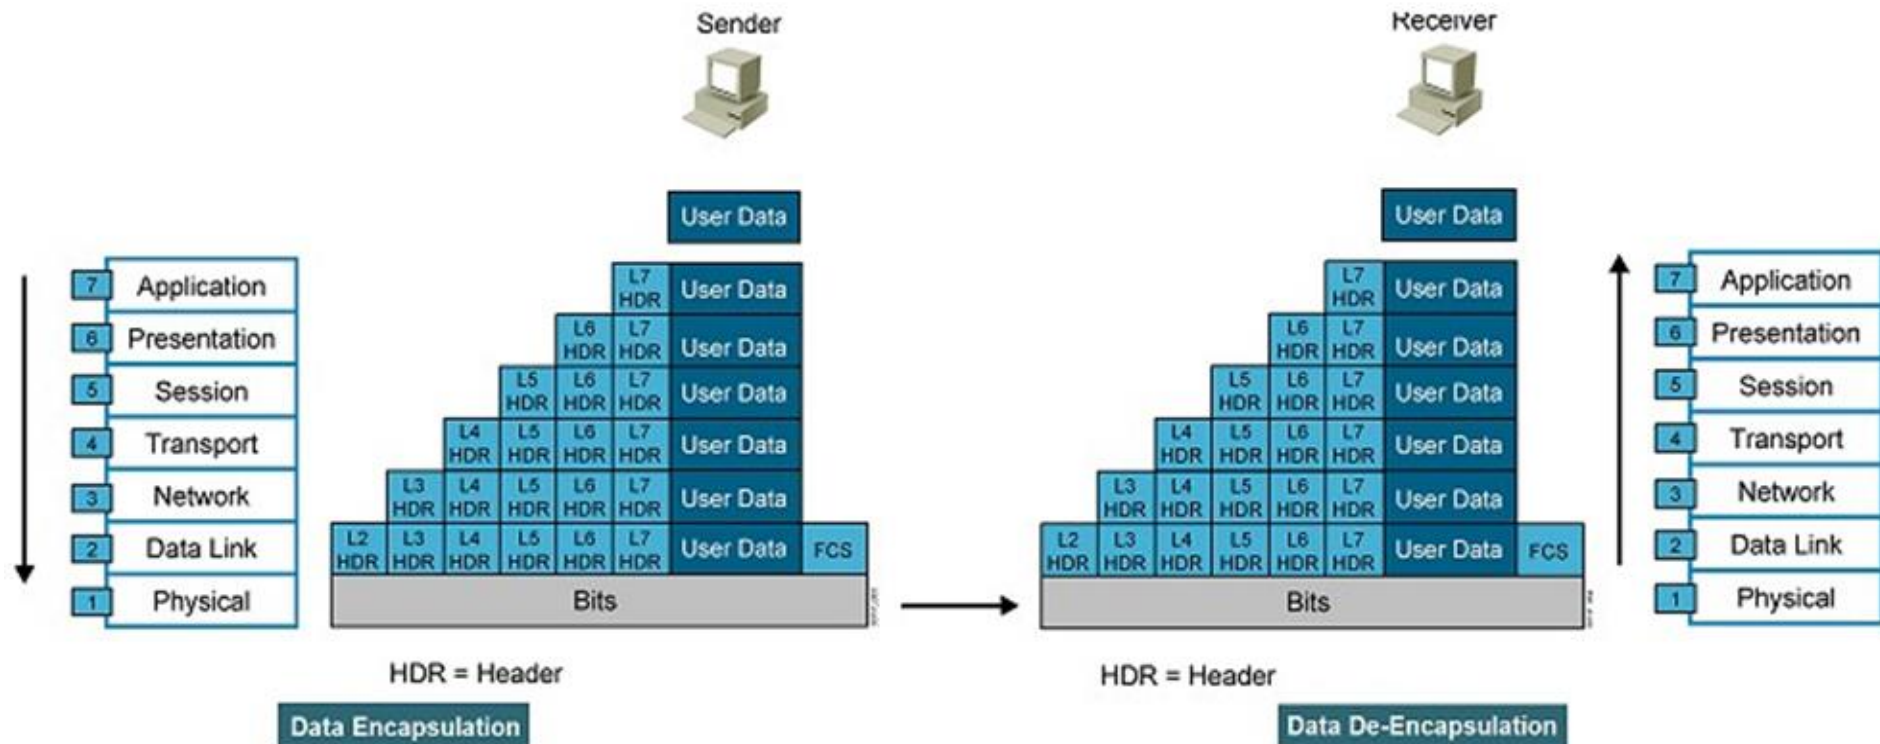 Sender
Receiver
User Data
User Data
7 Application
L7 HDR User Data
L7 HDR User Data
7 Application
6 Presentation
L6 HDR L7 HDR User Data
L6 HDR L7 HDR User Data
6 Presentation
5 Session
L5 HDR L6 HDR L7 HDR User Data
L5 HDR L6 HDR L7 HDR User Data
5 Session
4 Transport
L4 HDR L5 HDR L6 HDR L7 HDR User Data
L4 HDR L5 HDR L6 HDR L7 HDR User Data
4 Transport
3 Network
L3 HDR L4 HDR L5 HDR L6 HDR L7 HDR User Data
L3 HDR L4 HDR L5 HDR L6 HDR L7 HDR User Data
3 Network
2 Data Link
L2 HDR L3 HDR L4 HDR L5 HDR L6 HDR L7 HDR User Data FCS
L2 HDR L3 HDR L4 HDR L5 HDR L6 HDR L7 HDR User Data FCS
2 Data Link
1 Physical
Bits
Bits
1 Physical
HDR = Header
HDR = Header
Data Encapsulation
Data De-Encapsulation